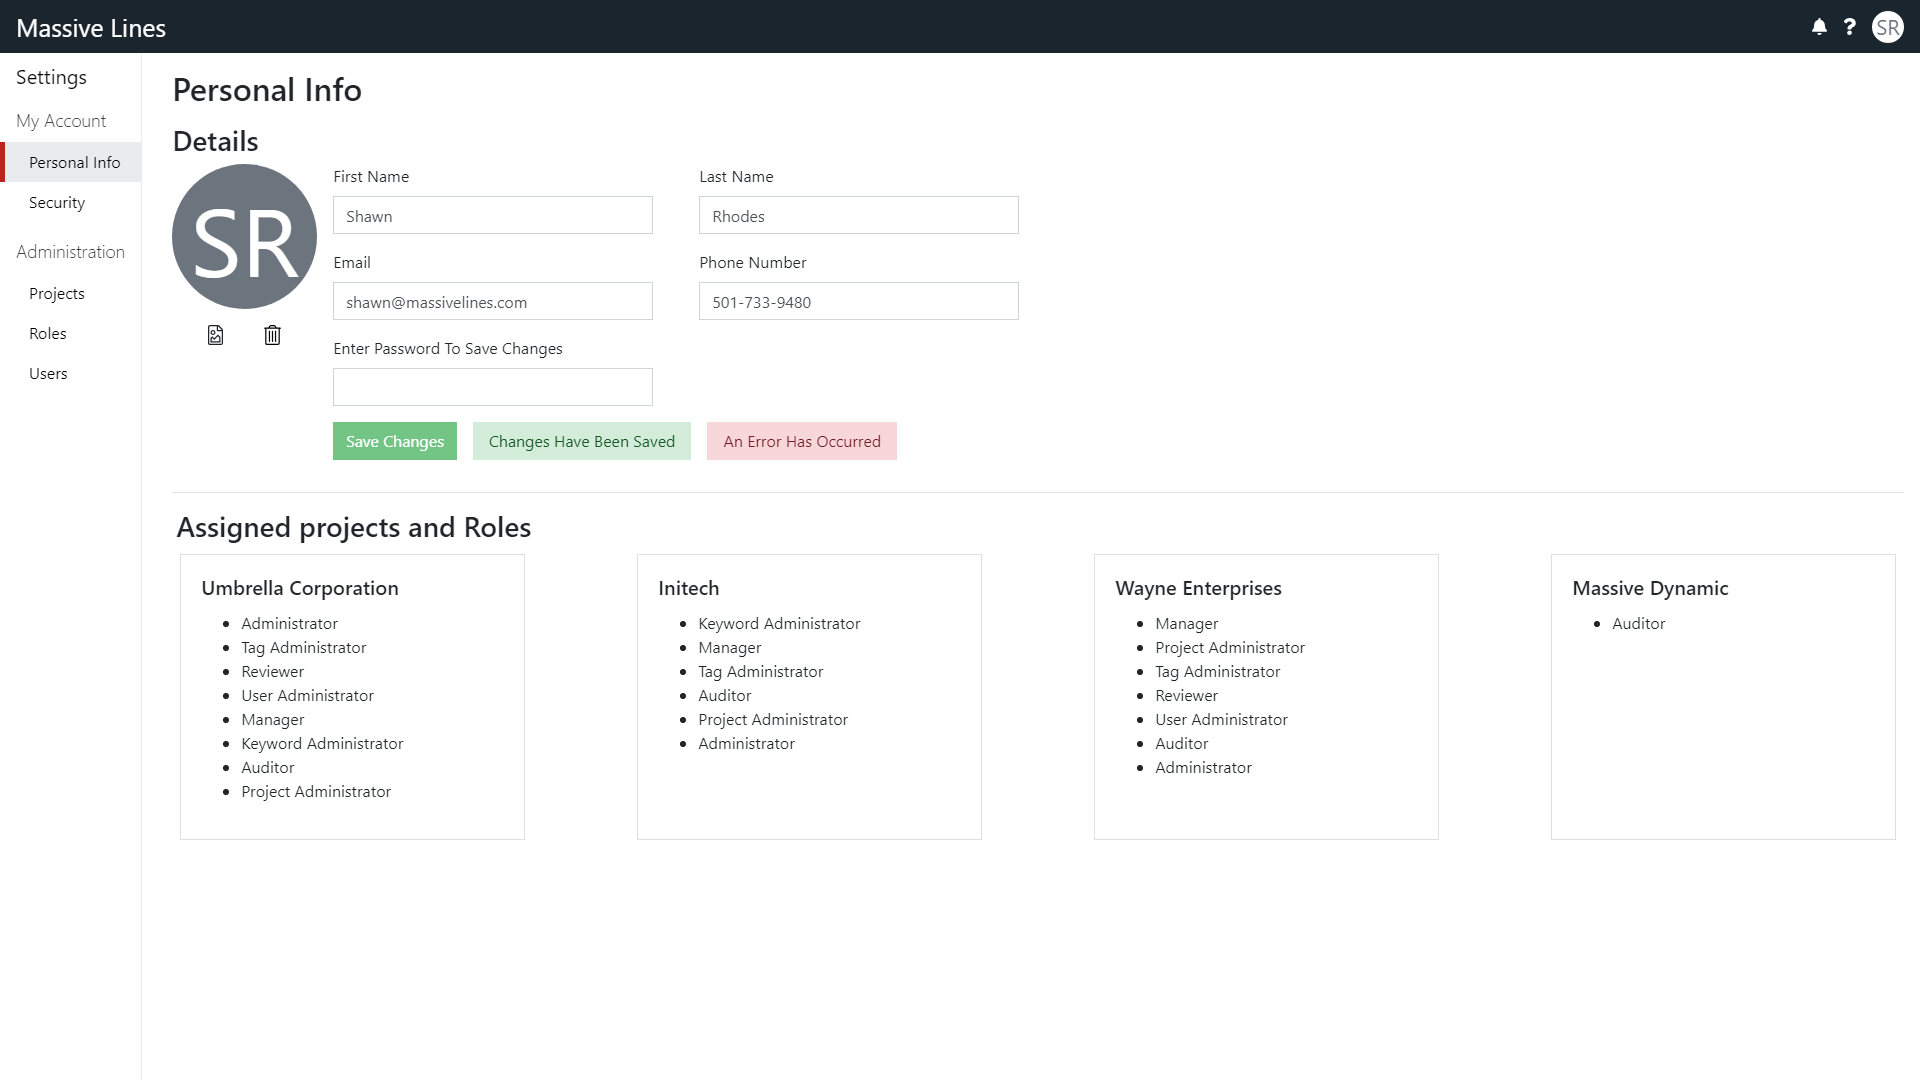 Massive Lines
SR
Settings
My Account
Personal Info
Security
Administration
Projects
Roles
Users
Personal Info
Details
SR
First Name
Shawn
Last Name
Rhodes
Email
shawn@massivelines.com
Phone Number
501-733-9480
Enter Password To Save Changes
Save Changes
Changes Have Been Saved
An Error Has Occurred
Assigned projects and Roles
Umbrella Corporation
Administrator
Tag Administrator
Reviewer
User Administrator
Manager
Keyword Administrator
Auditor
Project Administrator
Initech
Keyword Administrator
Manager
Tag Administrator
Auditor
Project Administrator
Administrator
Wayne Enterprises
Manager
Project Administrator
Tag Administrator
Reviewer
User Administrator
Auditor
Administrator
Massive Dynamic
Auditor